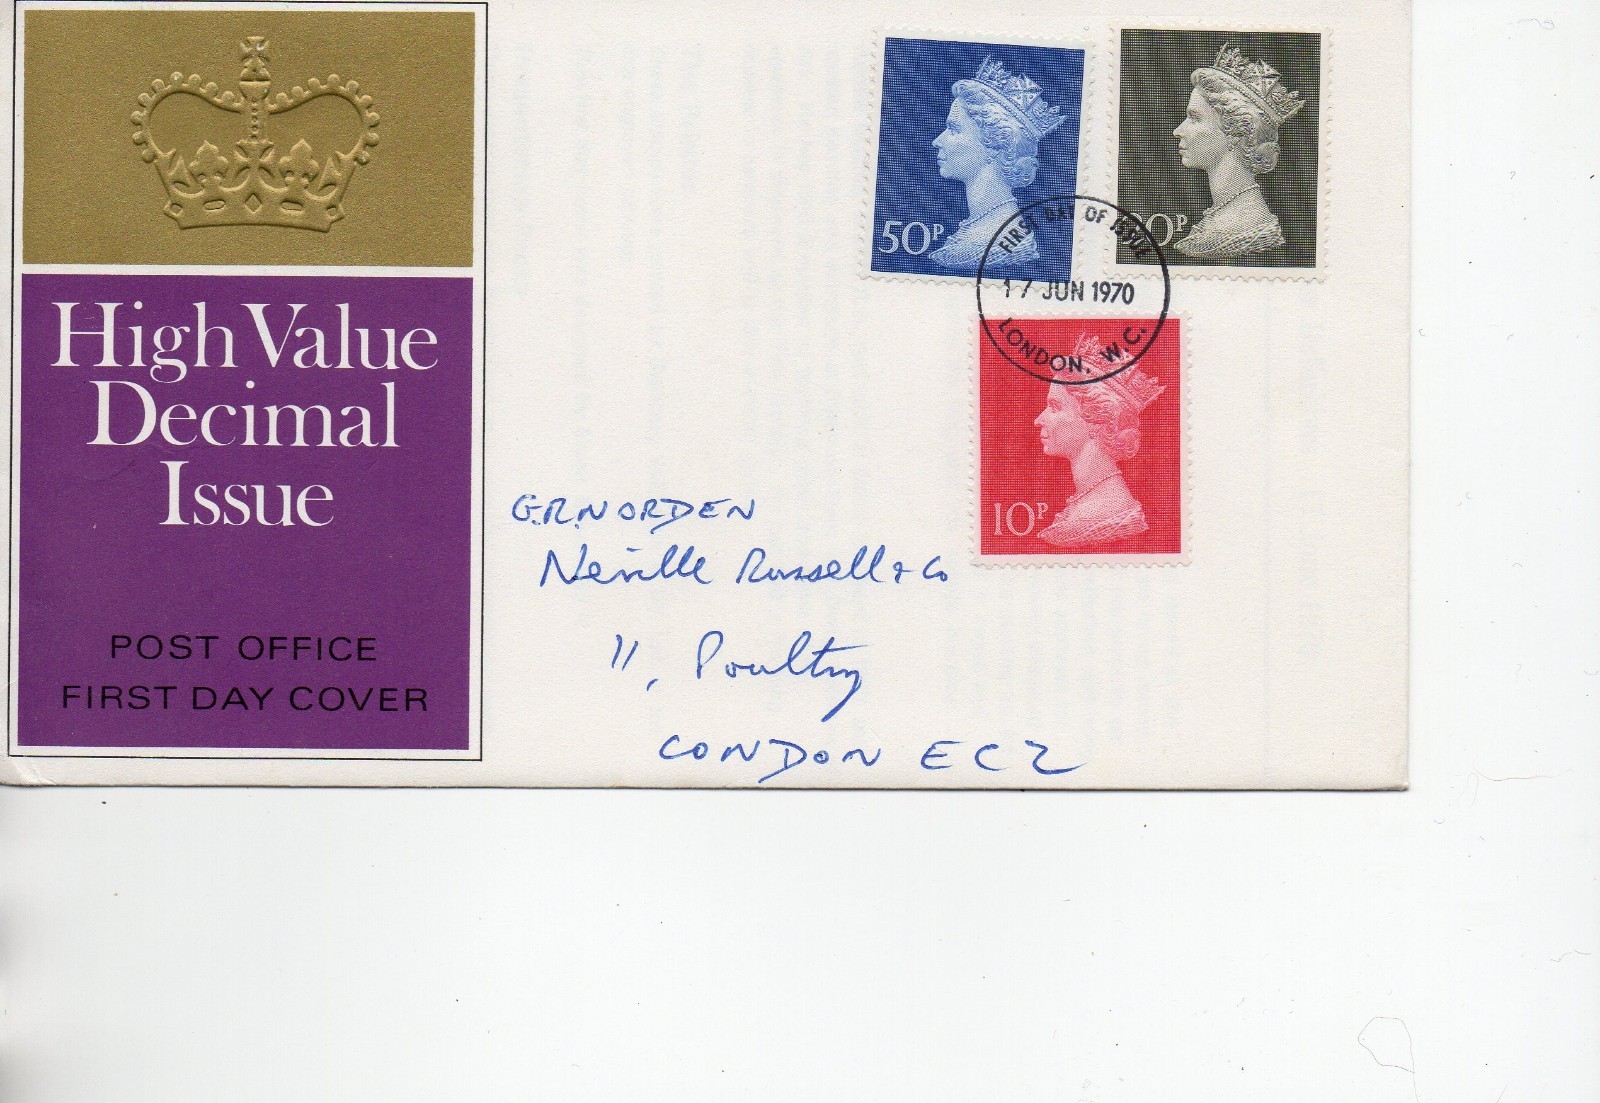 High Value
Decimal
Issue
POST OFFICE
FIRST DAY COVER
50P
0P
FIRST DAY OF ISSUE
17 JUN 1970
LONDON. W.C.
10P
G.R.NORDEN
Neville Russell & Co
11, Poultry
LONDON EC2